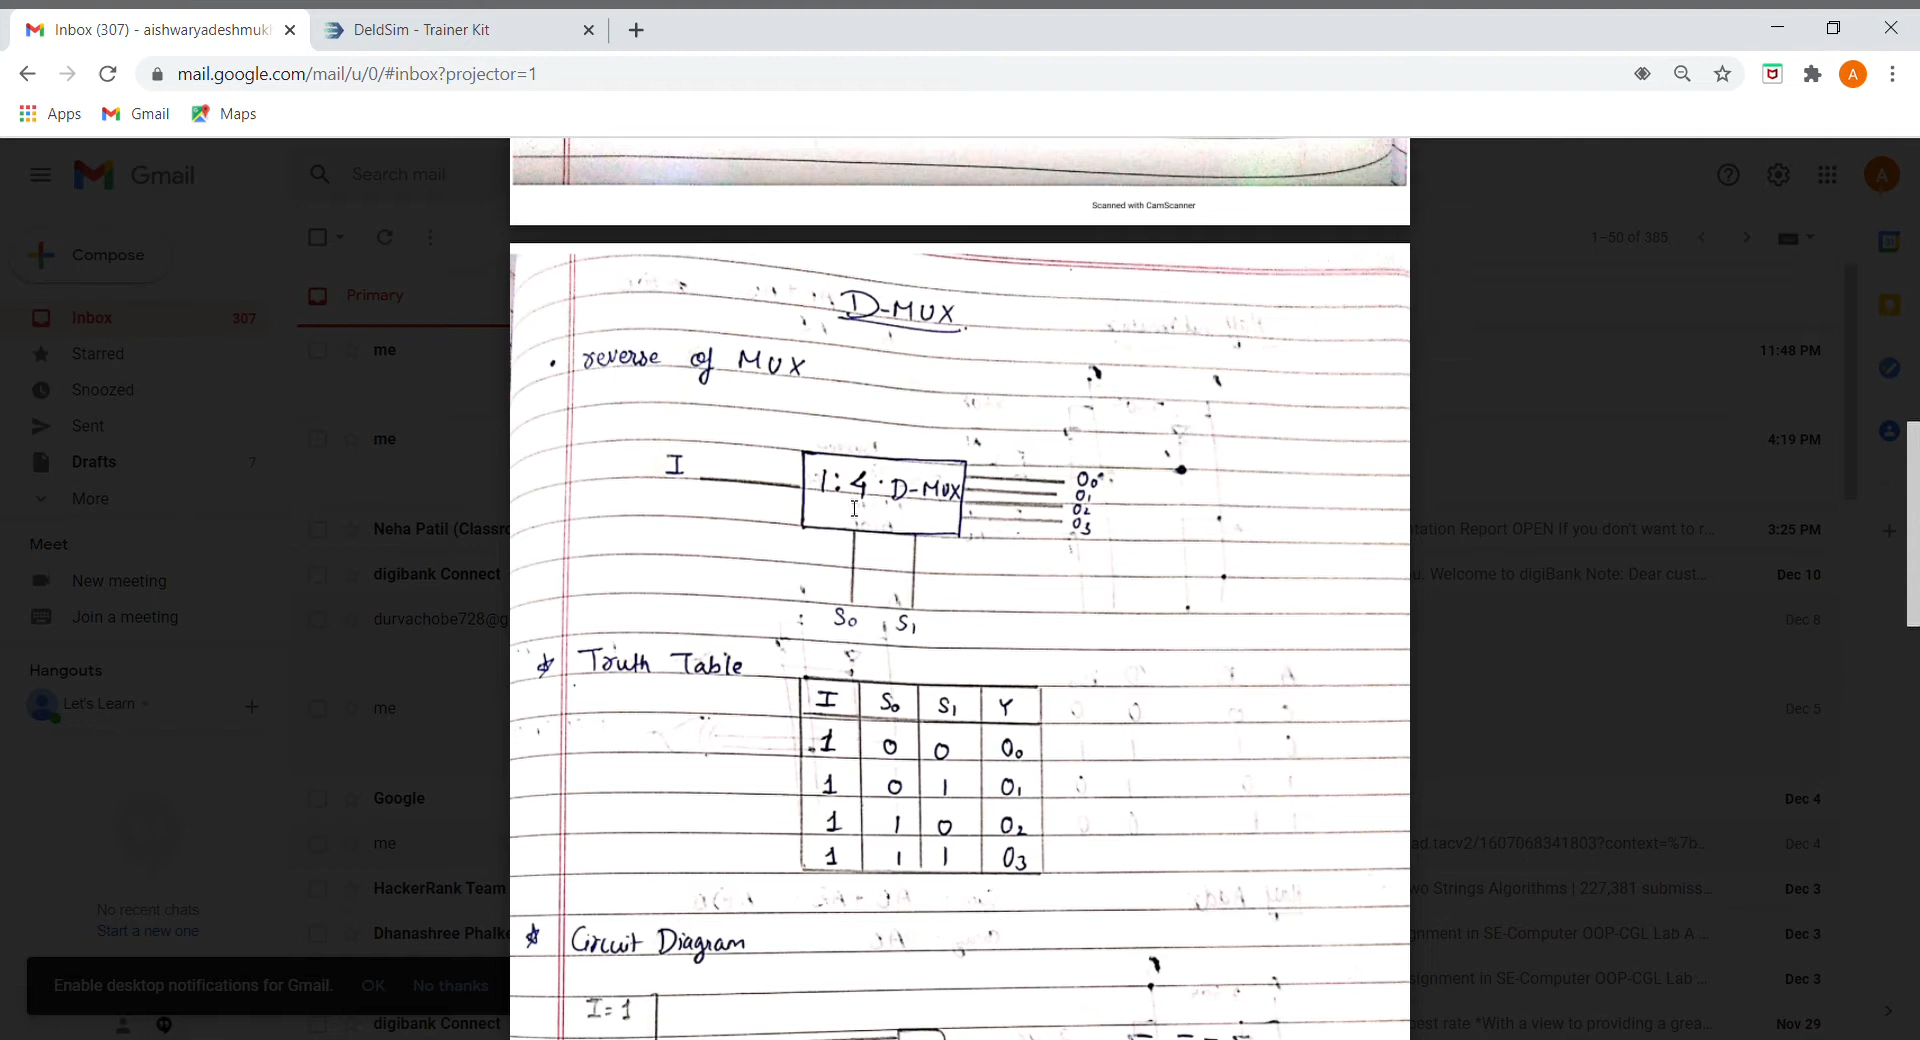 Inbox (307) - aishwaryadeshmukh
DeldSim - Trainer Kit
mail.google.com/mail/u/0/#inbox?projector=1
A
Apps
Gmail
Maps
Gmail
Search mail
A
Scanned with CamScanner
Compose
1–50 of 385
Primary
Inbox 307
Starred
Snoozed
Sent
Drafts 7
More
Meet
New meeting
Join a meeting
Hangouts
Let's Learn
No recent chats
Start a new one
Enable desktop notifications for Gmail. OK No thanks
me 11:48 PM
me 4:19 PM
Neha Patil (Classr
tation Report OPEN If you don't want to r... 3:25 PM
digibank Connect
u. Welcome to digiBank Note: Dear cust... Dec 10
durvachobe728@g Dec 8
me Dec 5
Google Dec 4
me
ad.tacv2/1607068341803?context=%7b.. Dec 4
HackerRank Team
wo Strings Algorithms | 227,381 submiss... Dec 3
Dhanashree Phalke
gnment in SE-Computer OOP-CGL Lab A ... Dec 3
signment in SE-Computer OOP-CGL Lab ... Dec 3
digibank Connect
est rate *With a view to providing a grea... Nov 29
D-MUX
• reverse of MUX
I
1:4 D-MUX
O0
O1
O2
O3
S0 S1
Truth Table
I S0 S1 Y
1 0 0 O0
1 0 1 O1
1 1 0 O2
1 1 1 O3
Circuit Diagram
I=1